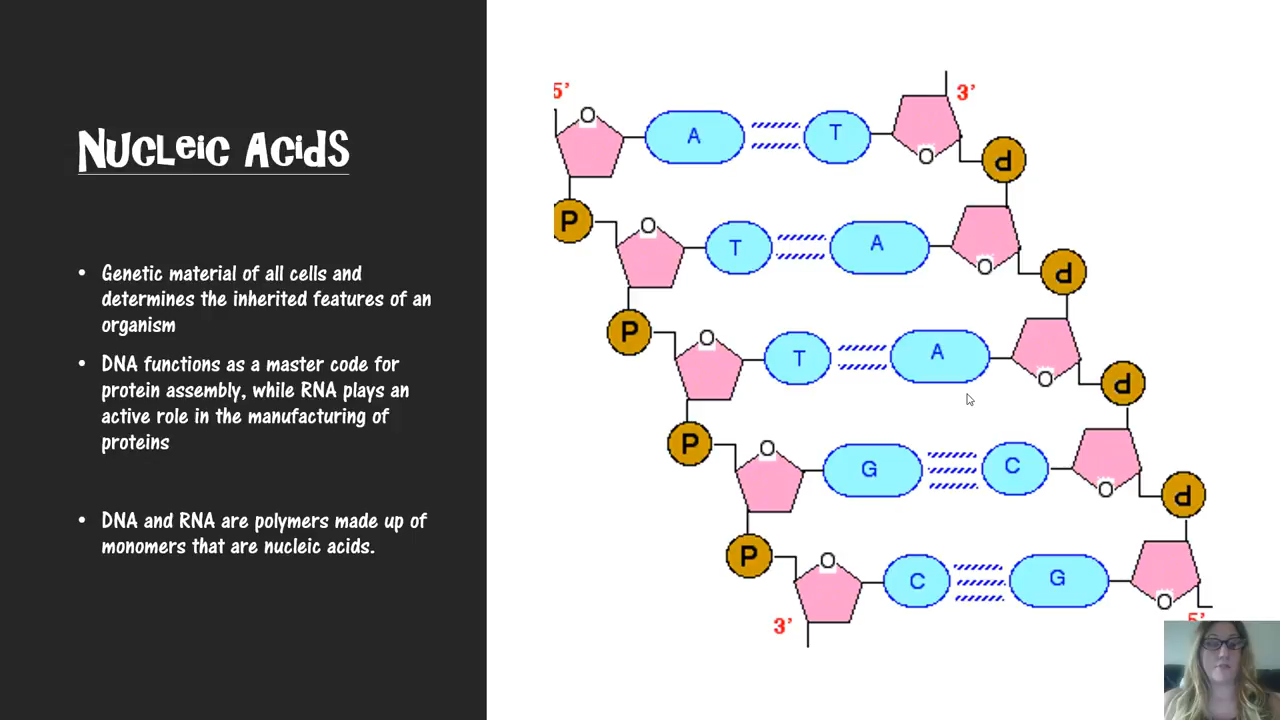 Nucleic Acids
• Genetic material of all cells and
determines the inherited features of an
organism
• DNA functions as a master code for
protein assembly, while RNA plays an
active role in the manufacturing of
proteins
• DNA and RNA are polymers made up of
monomers that are nucleic acids.
5' O A T O 3'
P
P O T A O
P
P O T A O
P
P O G C O
P
P O C G O
3' 5'